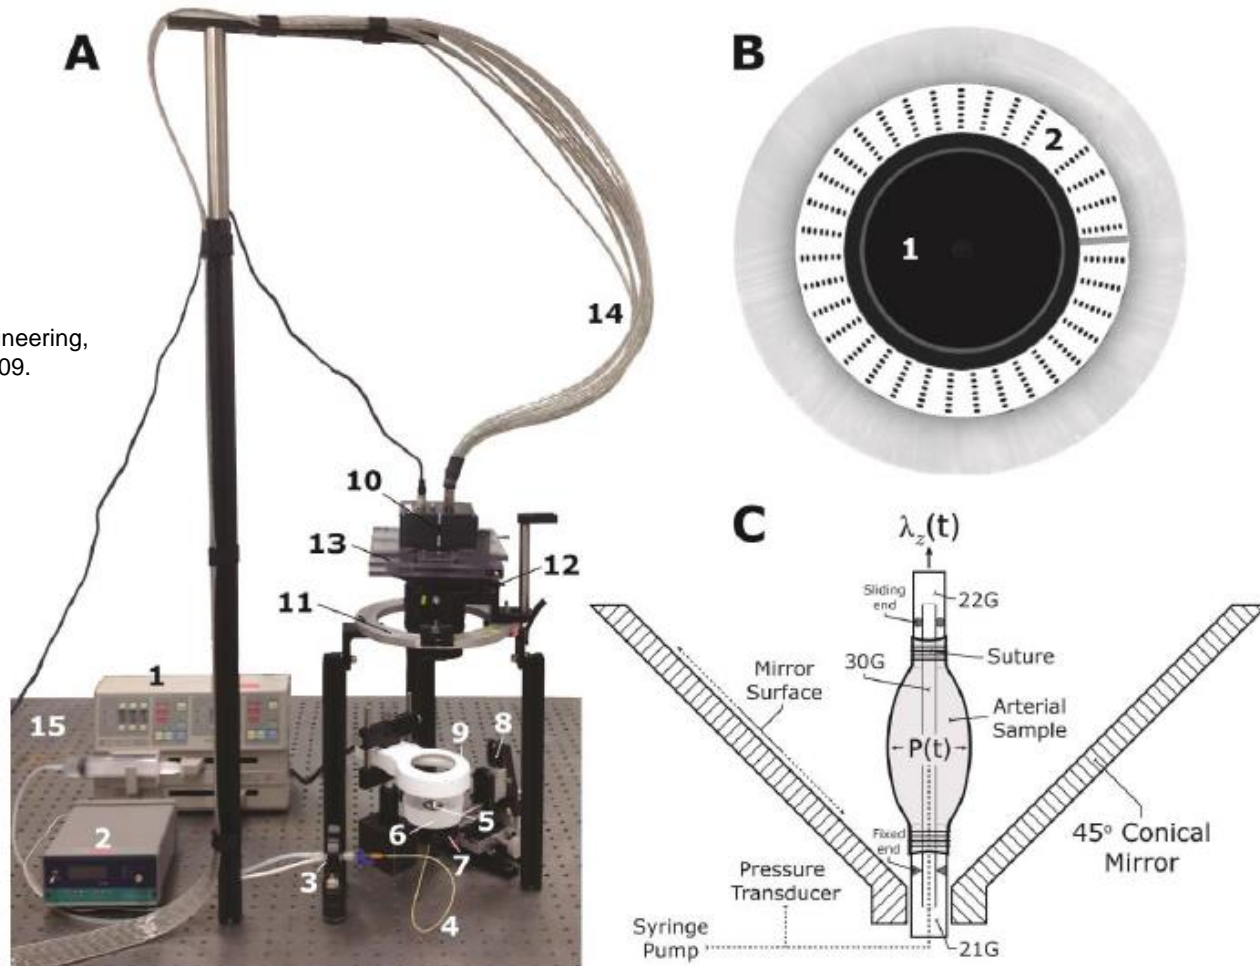 A
neering,
09.
14
10
13
12
11
1
15
9
8
2
6
5
7
3
4
B
2
1
C
λz(t)
Sliding
end
22G
30G
Suture
Mirror
Surface
Arterial
Sample
P(t)
Fixed
end
45° Conical
Mirror
Pressure
Transducer
Syringe
Pump
21G